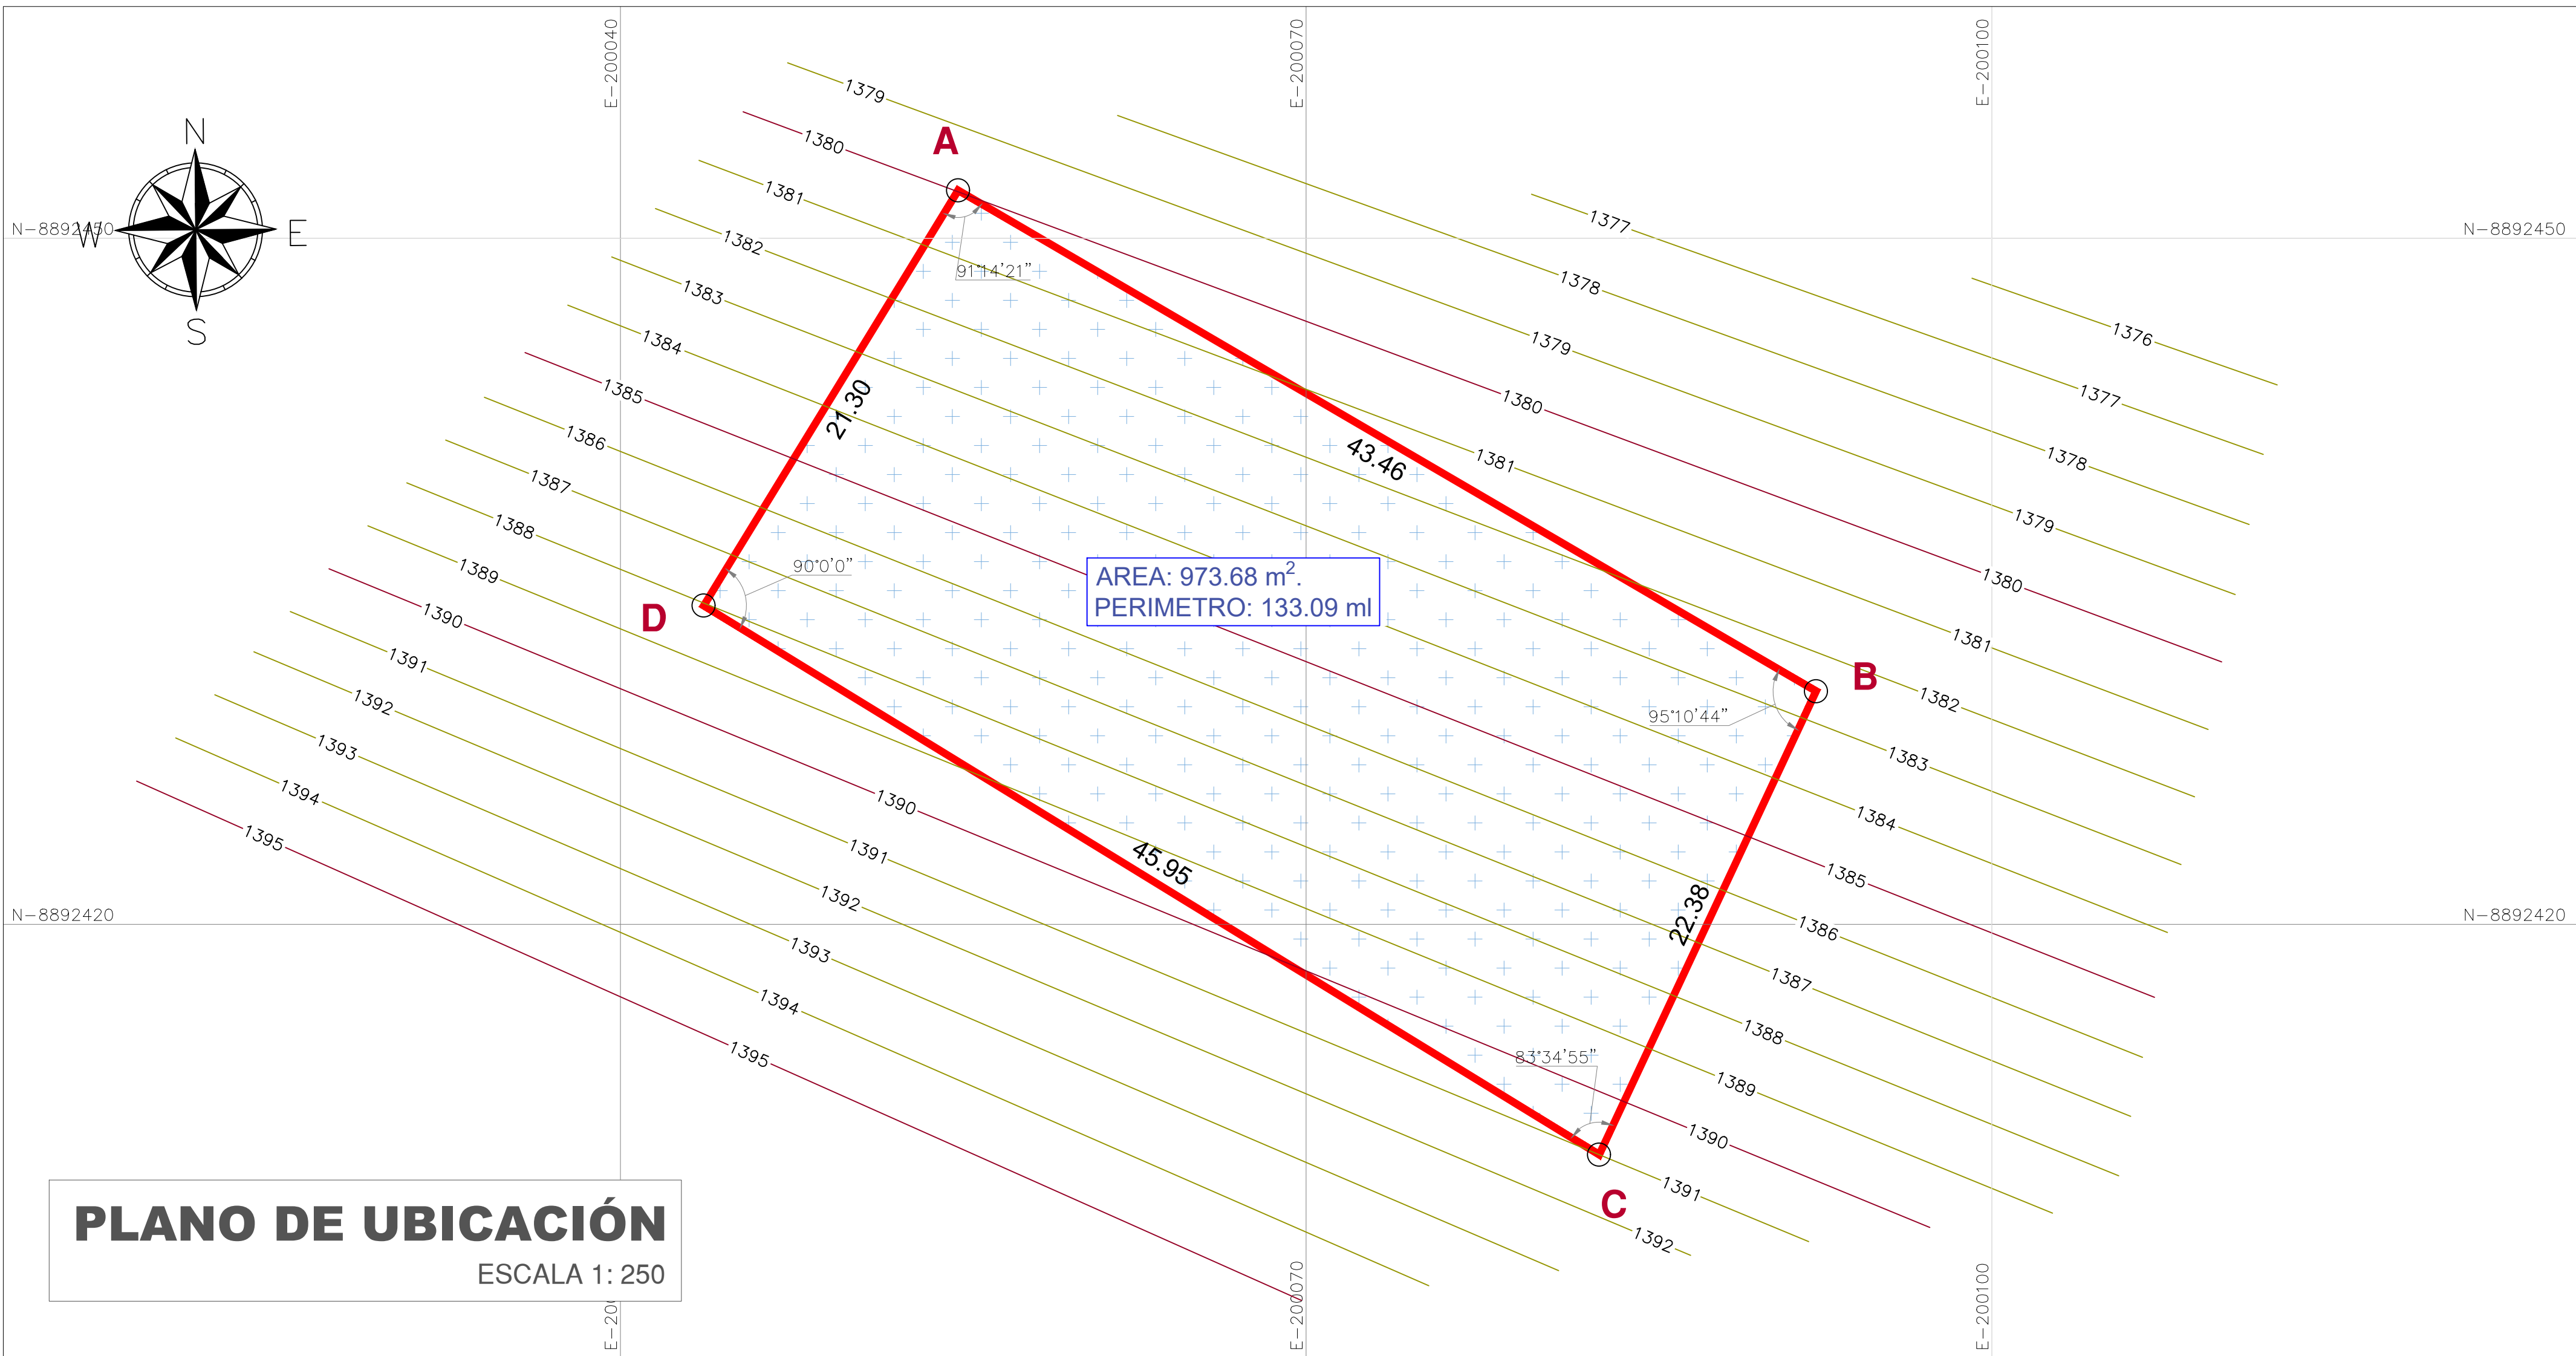 E-200040
E-200070
E-200100
N
W
E
S
N-8892450
N-8892450
1379
1380
1381
1382
1383
1384
1385
1386
1387
1388
1389
1390
1391
1392
1393
1394
1395
A
91°14'21"
21.30
43.46
1377
1378
1379
1380
1381
1376
1377
1378
1379
1380
1381
1382
1383
1384
1385
1386
1387
1388
1389
1390
1391
1392
90°0'0"
D
AREA: 973.68 m².
PERIMETRO: 133.09 ml
B
95°10'44"
1390
1391
1392
1393
1394
1395
45.95
22.38
N-8892420
N-8892420
83°34'55"
C
PLANO DE UBICACIÓN
ESCALA 1: 250
E-200070
E-200100